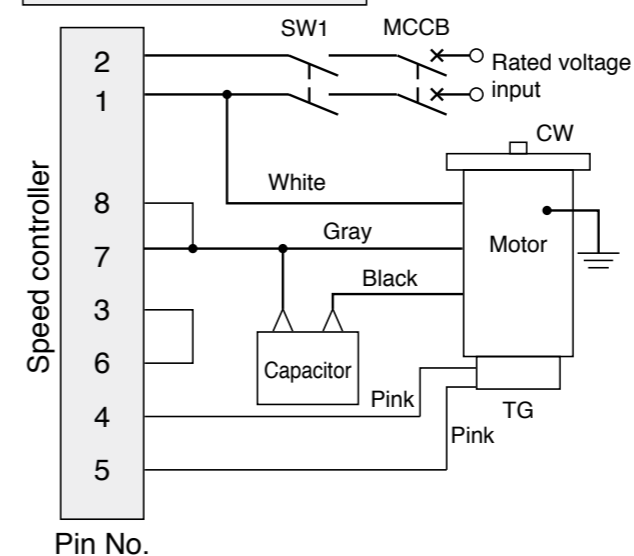 SW1
MCCB
2
Rated voltage
input
1
CW
White
8
Speed controller
Gray
Motor
7
Black
3
6
Capacitor
Pink
4
TG
Pink
5
Pin No.